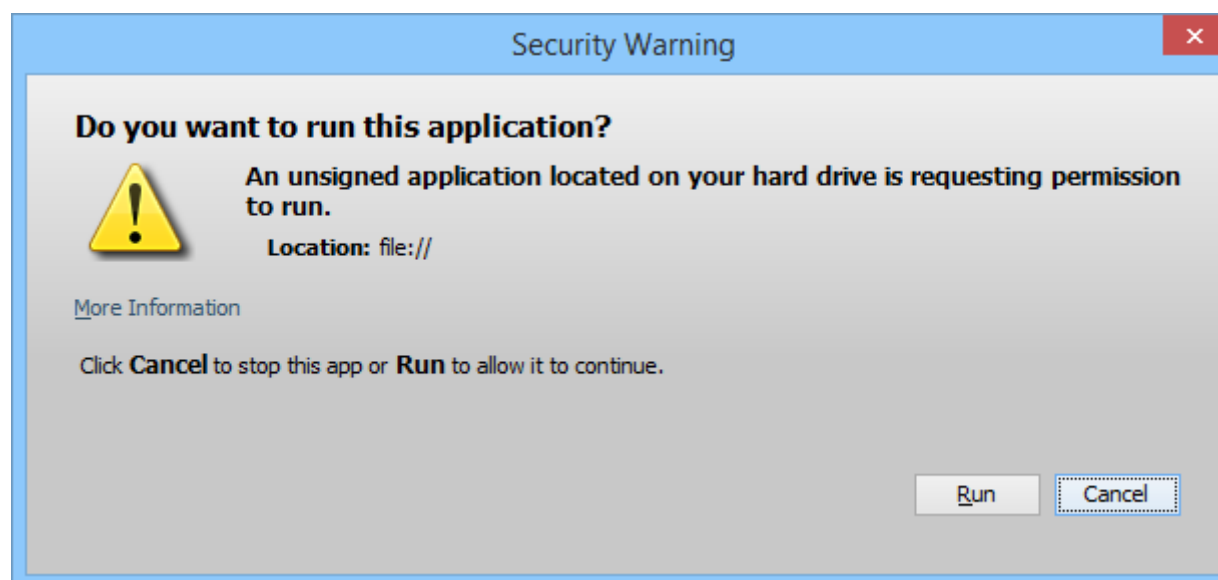 Security Warning
Do you want to run this application?
An unsigned application located on your hard drive is requesting permission
to run.
Location: file://
More Information
Click Cancel to stop this app or Run to allow it to continue.
Run Cancel